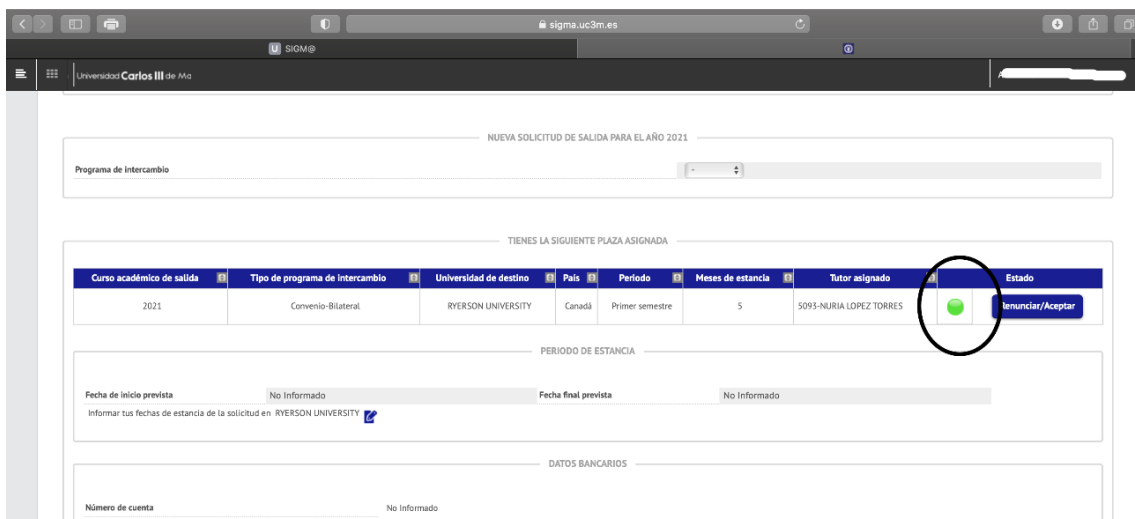 sigma.uc3m.es
U SIGM@
Universidad Carlos III de Ma
NUEVA SOLICITUD DE SALIDA PARA EL AÑO 2021
Programa de Intercambio
-
TIENES LA SIGUIENTE PLAZA ASIGNADA
Curso académico de salida Tipo de programa de intercambio Universidad de destino País Periodo Meses de estancia Tutor asignado Estado
2021 Convenio-Bilateral RYERSON UNIVERSITY Canadá Primer semestre 5 5093-NURIA LOPEZ TORRES Renunciar/Aceptar
PERIODO DE ESTANCIA
Fecha de inicio prevista No Informado Fecha final prevista No Informado
Informar tus fechas de estancia de la solicitud en RYERSON UNIVERSITY
DATOS BANCARIOS
Número de cuenta No Informado